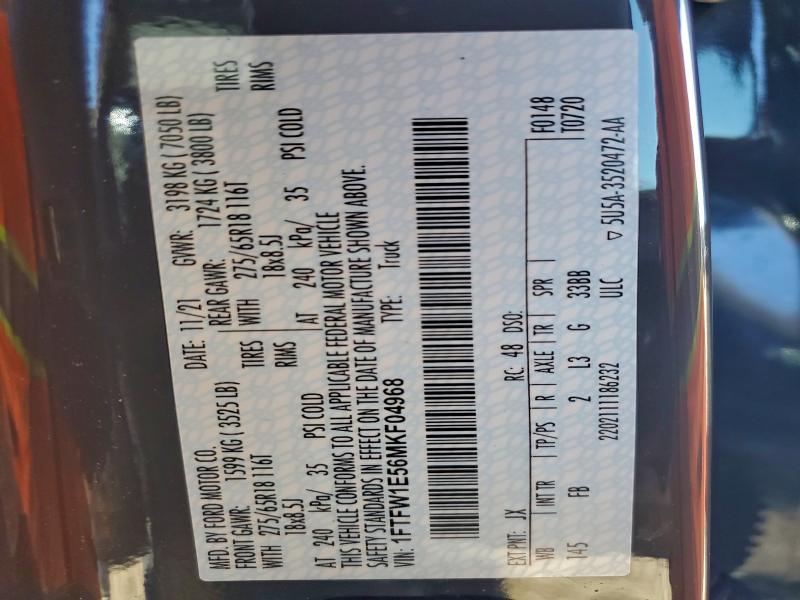 MFD. BY FORD MOTOR CO. DATE: 11/21 GVWR: 3198 KG ( 7050 LB)
FRONT GAWR: 1599 KG ( 3525 LB) REAR GAWR: 1724 KG ( 3800 LB)
WITH 275/65R18 116T TIRES WITH 275/65R18 116T TIRES
18x8.5J RIMS 18x8.5J RIMS
AT 240 kPa/ 35 PSI COLD AT 240 kPa/ 35 PSI COLD
THIS VEHICLE CONFORMS TO ALL APPLICABLE FEDERAL MOTOR VEHICLE
SAFETY STANDARDS IN EFFECT ON THE DATE OF MANUFACTURE SHOWN ABOVE.
VIN: 1FTFW1E56MKF04968 TYPE: Truck
EXT PNT: JX RC: 48 DSO: F0148
WB INT TR TP/PS R AXLE TR SPR T0720
145 FB 2 L3 G 33BB
2202111186232 ULC ▽ 5U5A-3520472-AA